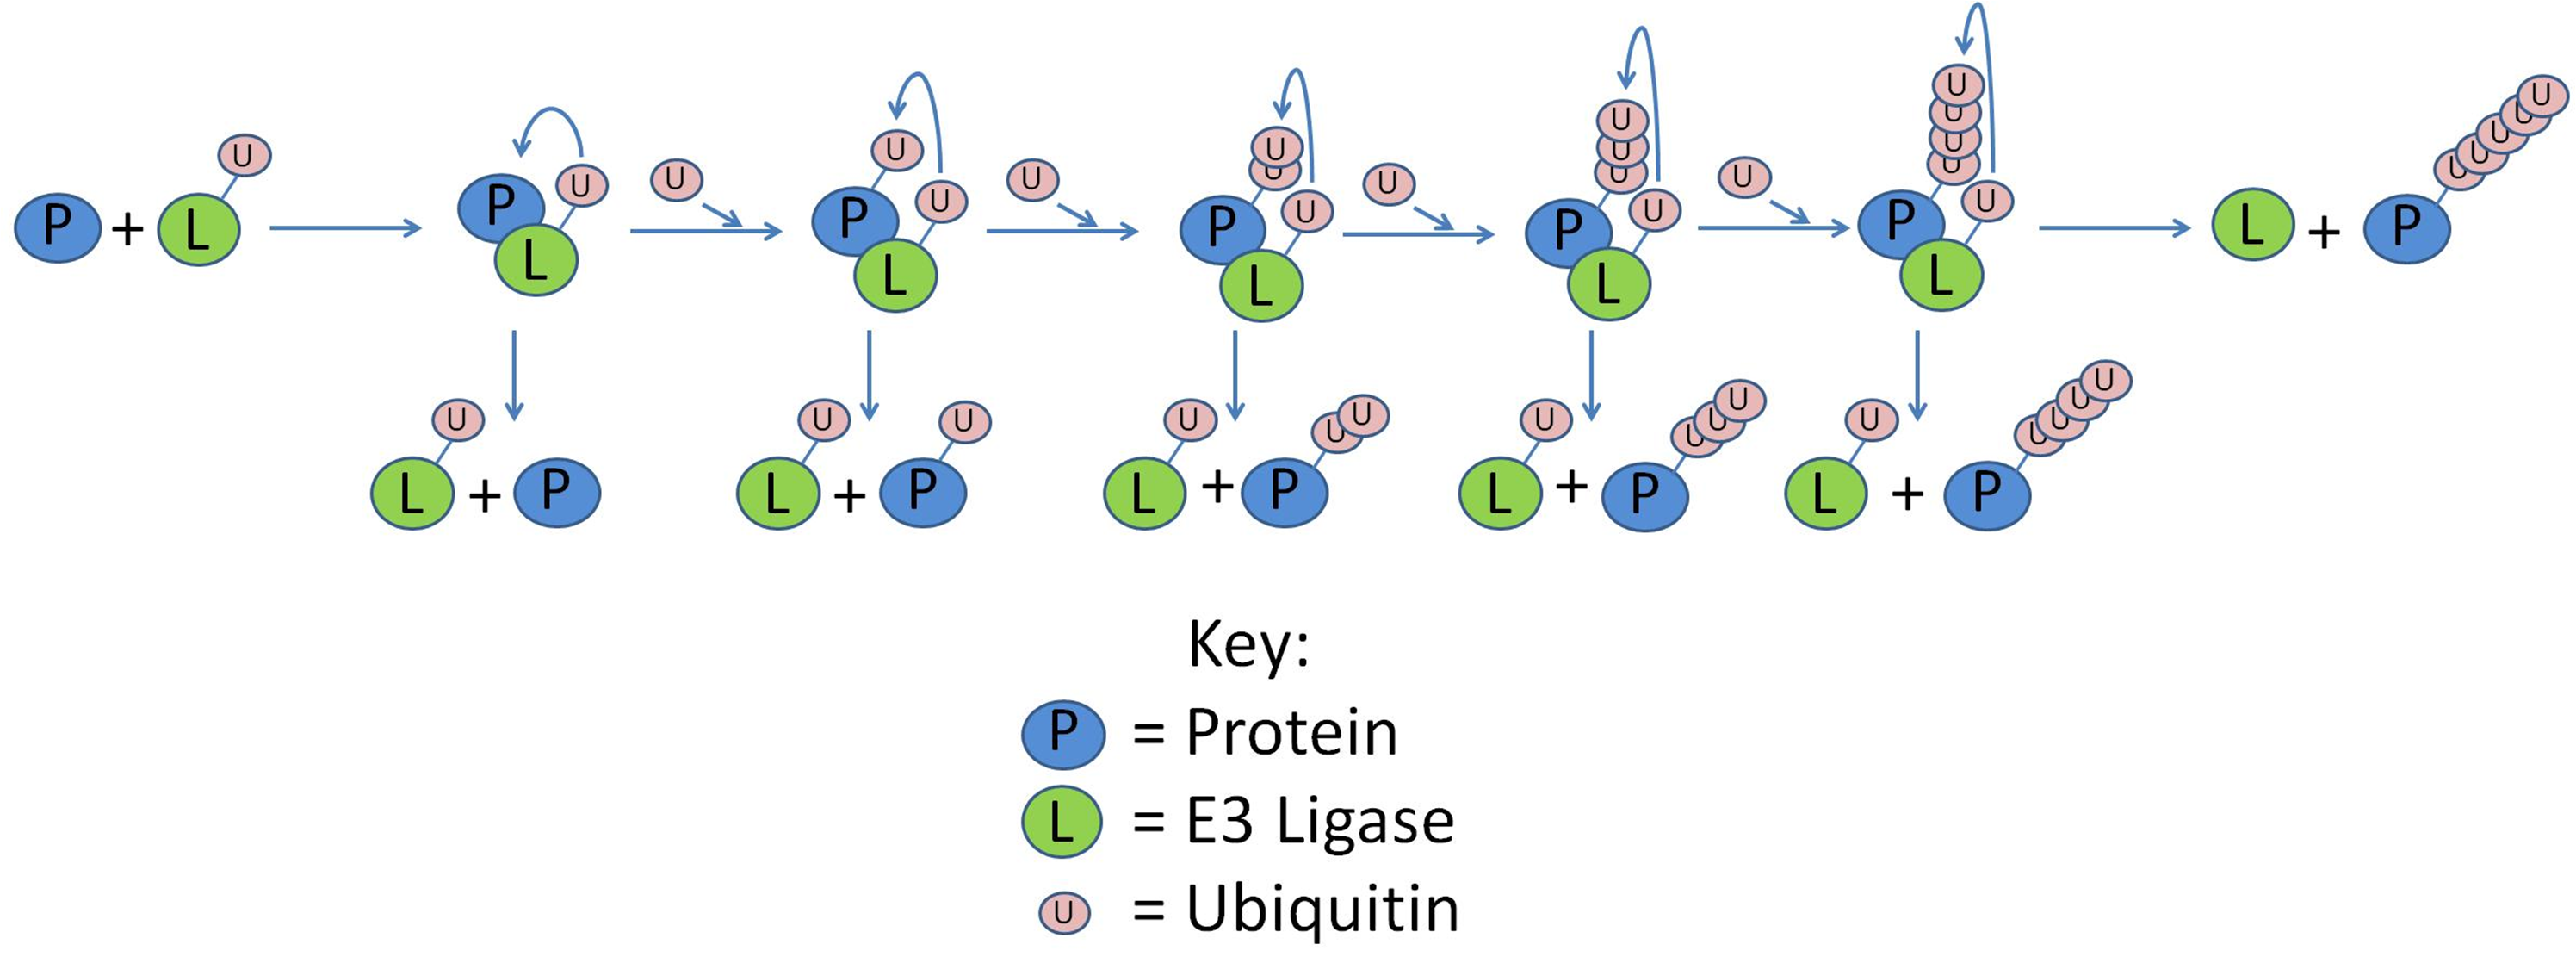 P + L U
P U L
U
U P U L
U
U U P U L
U
U U U P U L
U
U U U U P U L
L + P U U U U U
L U + P
L U + P U
L U + P U U
L U + P U U U
L U + P U U U U
Key:
P = Protein
L = E3 Ligase
U = Ubiquitin